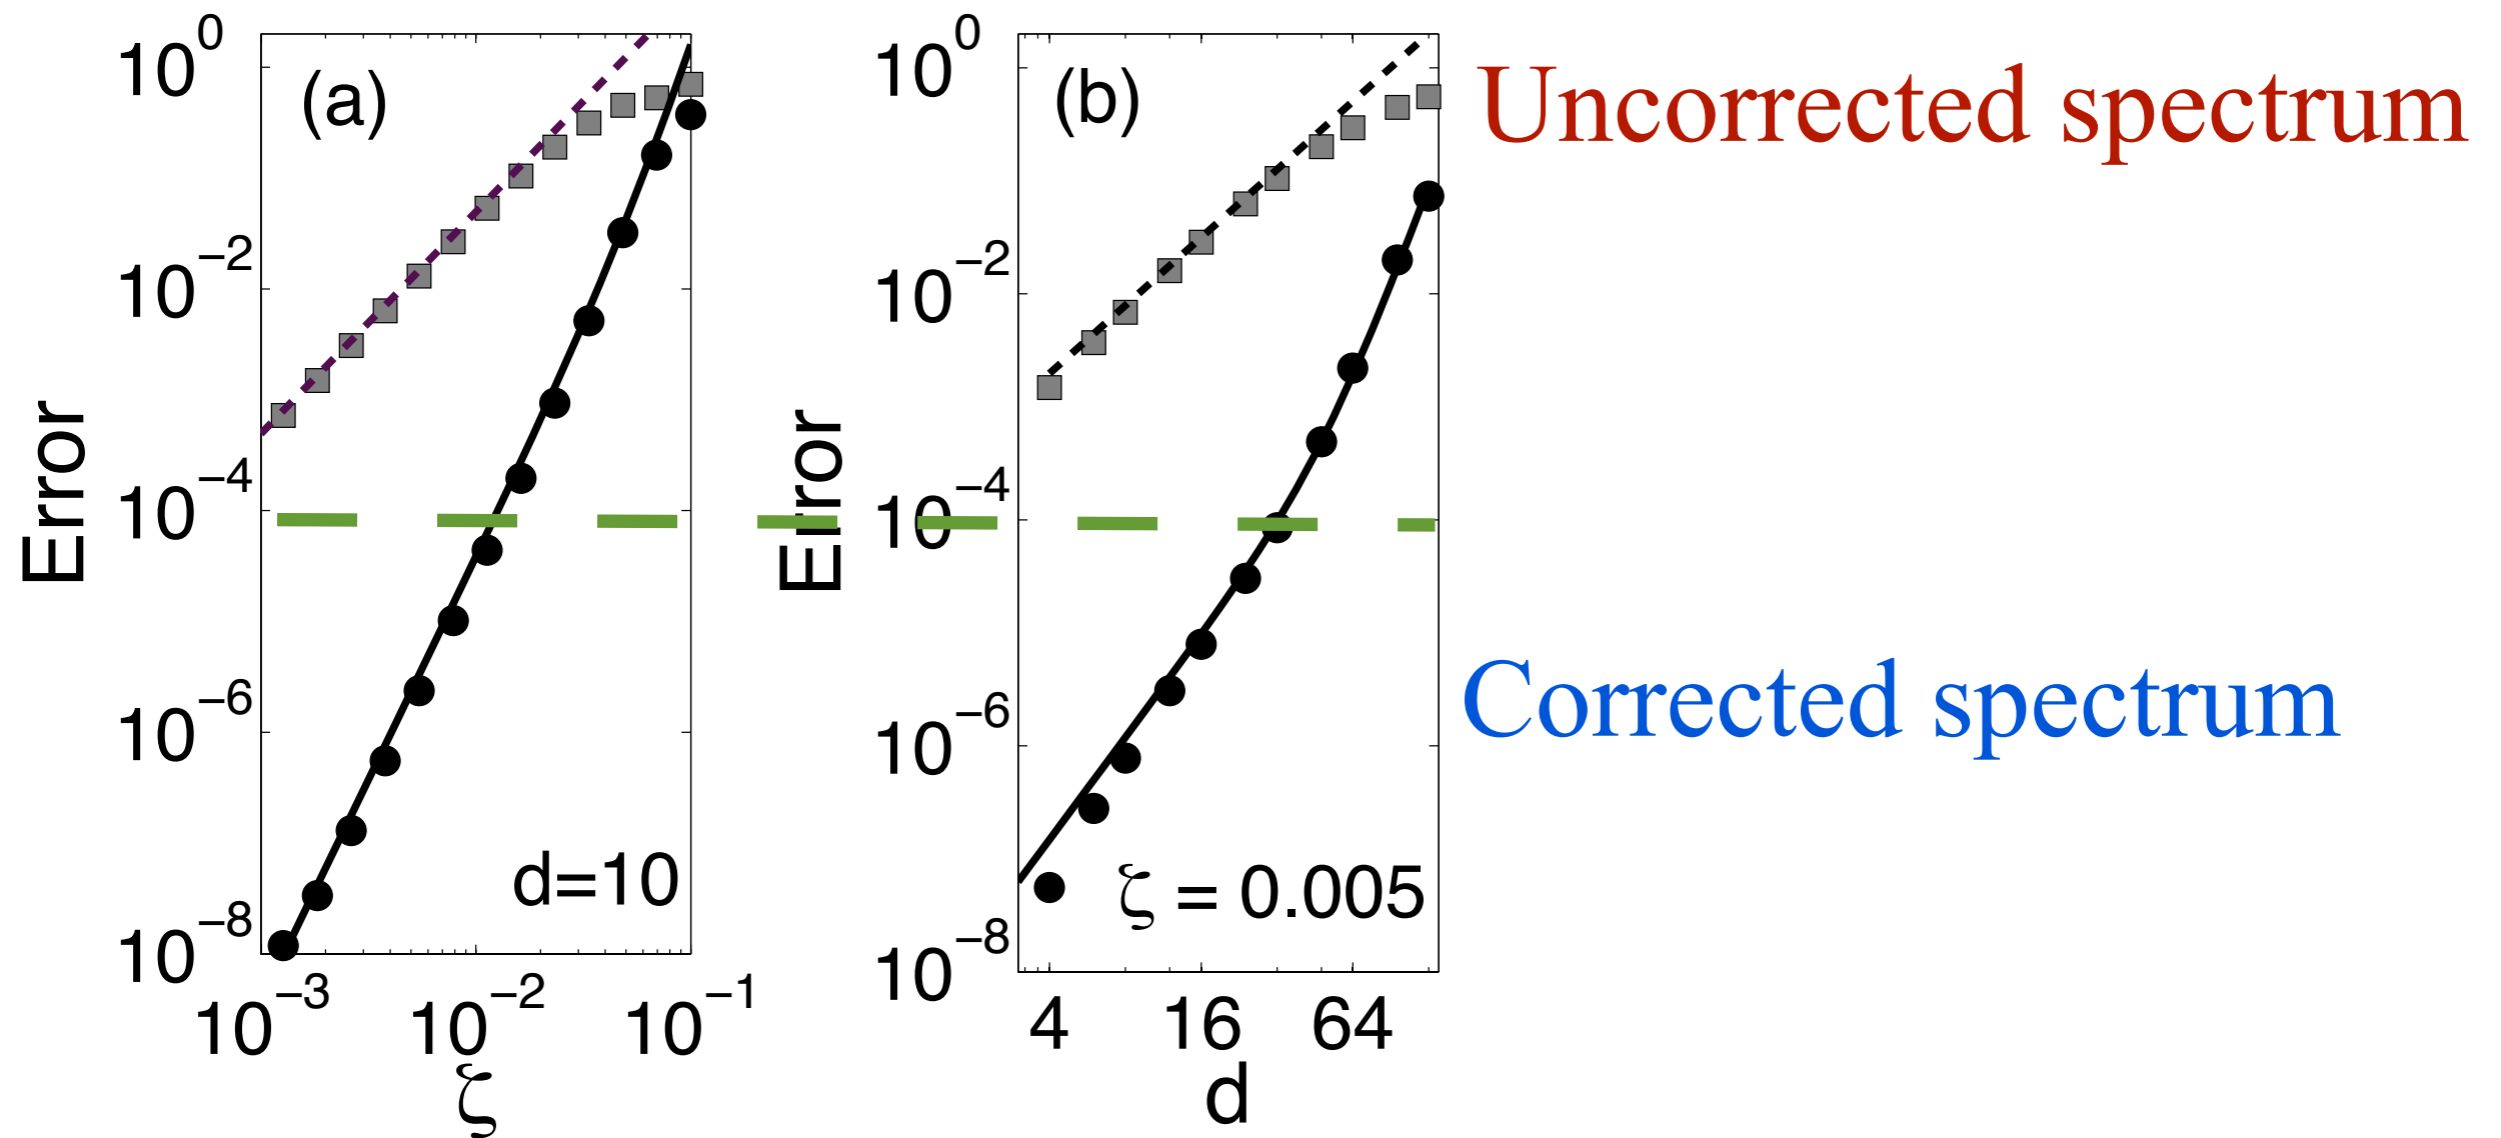 (a)
Error
10^0
10^−2
10^−4
10^−6
10^−8
d=10
10^−3
10^−2
10^−1
ζ
(b)
Error
10^0
10^−2
10^−4
10^−6
10^−8
ζ = 0.005
4
16
64
d
Uncorrected spectrum
Corrected spectrum